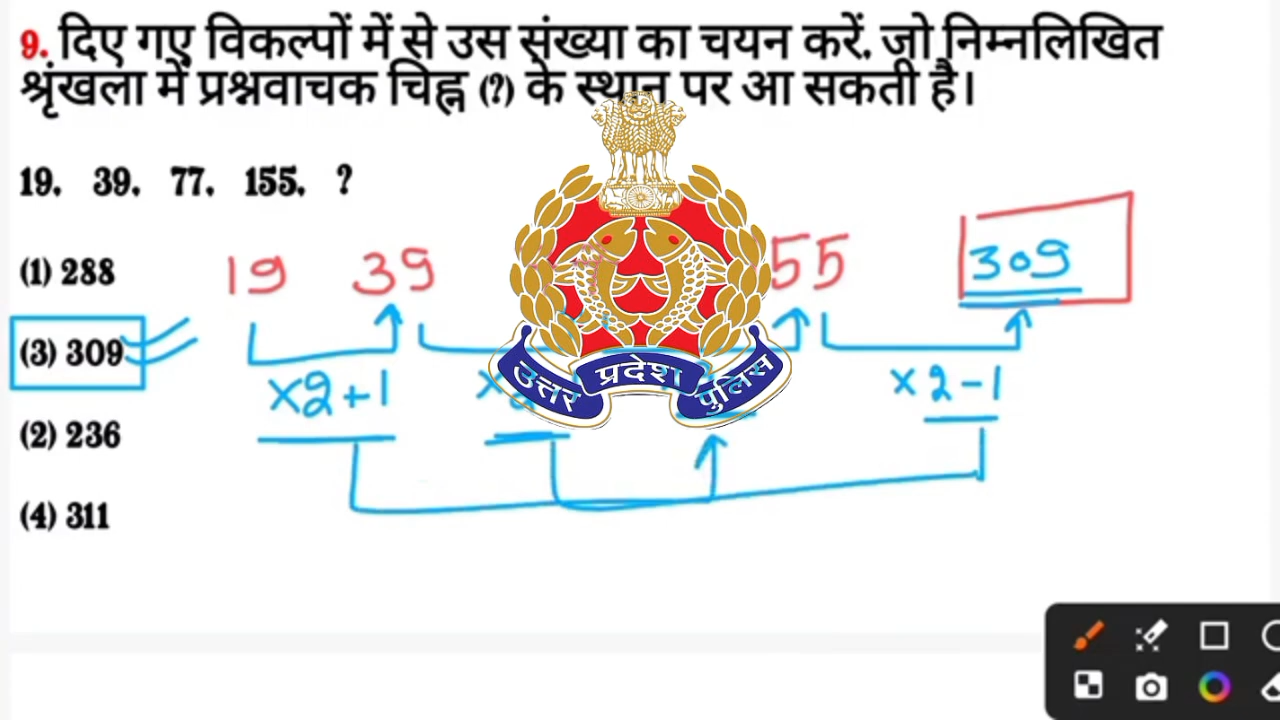 9. दिए गए विकल्पों में से उस संख्या का चयन करें. जो निम्नलिखित
श्रृंखला में प्रश्नवाचक चिह्न (?) के स्थान पर आ सकती है।
19, 39, 77, 155, ?
(1) 288
19 39 55 309
(3) 309
×2+1 × ×2-1
उत्तर प्रदेश पुलिस
(2) 236
(4) 311